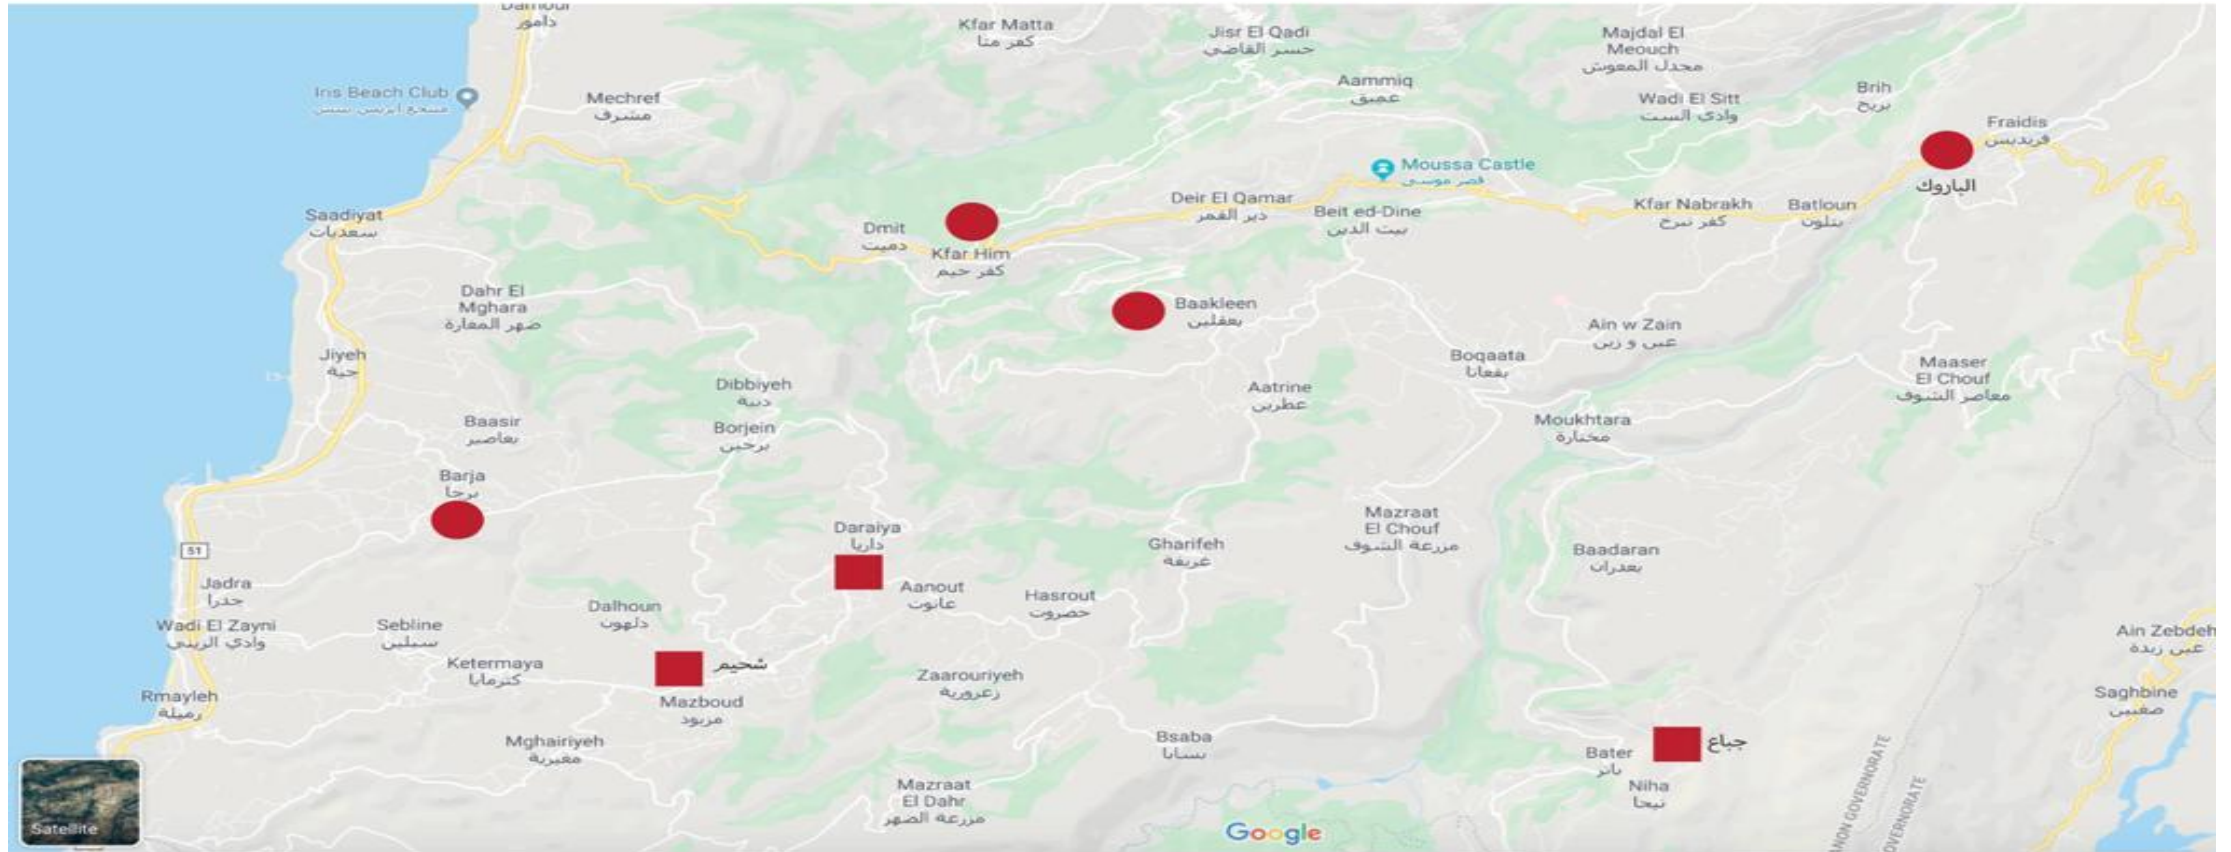 Damour
دامور
Kfar Matta
كفر متا
Jisr El Qadi
جسر القاضي
Majdal El
Meouch
مجدل المعوش
Iris Beach Club
Mechref
مشرف
Aammiq
عميق
Wadi El Sitt
وادي الست
Brih
بريح
Fraidis
فريديس
الباروك
Moussa Castle
قصر موسى
Saadiyat
سعديات
Dmit
دميت
Kfar Him
كفر حيم
Deir El Qamar
دير القمر
Beit ed-Dine
بيت الدين
Kfar Nabrakh
كفر نبرخ
Batloun
بتلون
Dahr El
Mghara
ضهر المغارة
Baakleen
بعقلين
Ain w Zain
عين و زين
Jiyeh
جية
Boqaata
بقعاتا
Maaser
El Chouf
معاصر الشوف
Dibbiyeh
دبية
Aatrine
عطرين
Baasir
بعاصير
Borjein
برجين
Moukhtara
مختارة
Barja
برجا
51
Daraiya
داريا
Mazraat
El Chouf
مزرعة الشوف
Gharifeh
غريفة
Baadaran
بعدران
Jadra
جدرا
Aanout
عانوت
Hasrout
حصروت
Dalhoun
دلهون
Wadi El Zayni
وادي الزيني
Sebline
سبلين
Ain Zebdeh
عين زبدة
Ketermaya
كترمايا
شحيم
Zaarouriyeh
زعرورية
Rmayleh
رميلة
Mazboud
مزبود
Saghbine
صغبين
Mghairiyeh
مغيرية
Bsaba
بسابا
Bater
باتر
جباع
Niha
نيحا
Mazraat
El Dahr
مزرعة الضهر
Satellite
Google
ANON GOVERNORATE
OVERNORATE